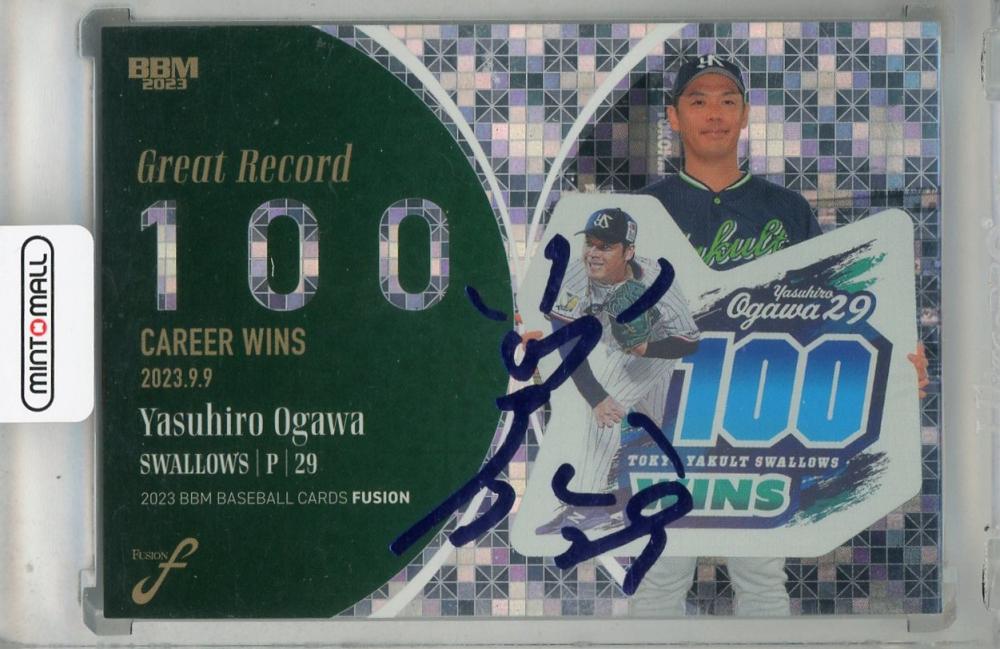 BBM
2023
Great Record
100
CAREER WINS
2023.9.9
Yasuhiro Ogawa
SWALLOWS | P | 29
2023 BBM BASEBALL CARDS FUSION
FUSION f
MINTOMALL
YS
Yasuhiro
Ogawa 29
100
TOKYO YAKULT SWALLOWS
WINS